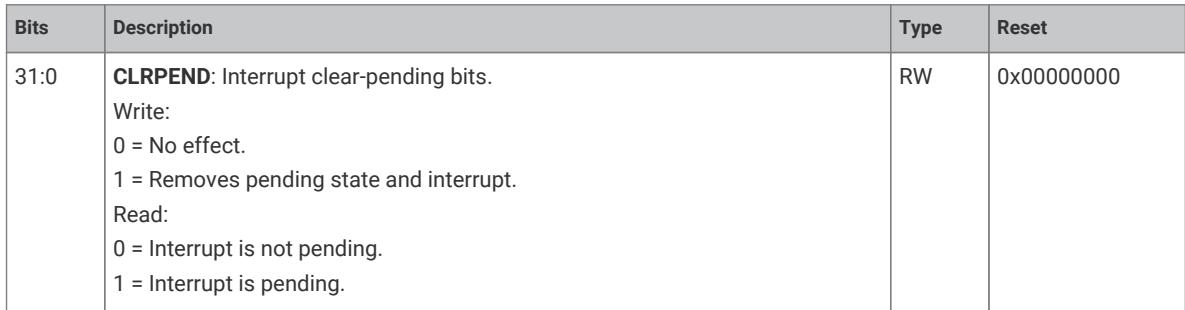 Bits Description Type Reset
31:0 CLRPEND: Interrupt clear-pending bits. RW 0x00000000
Write:
0 = No effect.
1 = Removes pending state and interrupt.
Read:
0 = Interrupt is not pending.
1 = Interrupt is pending.